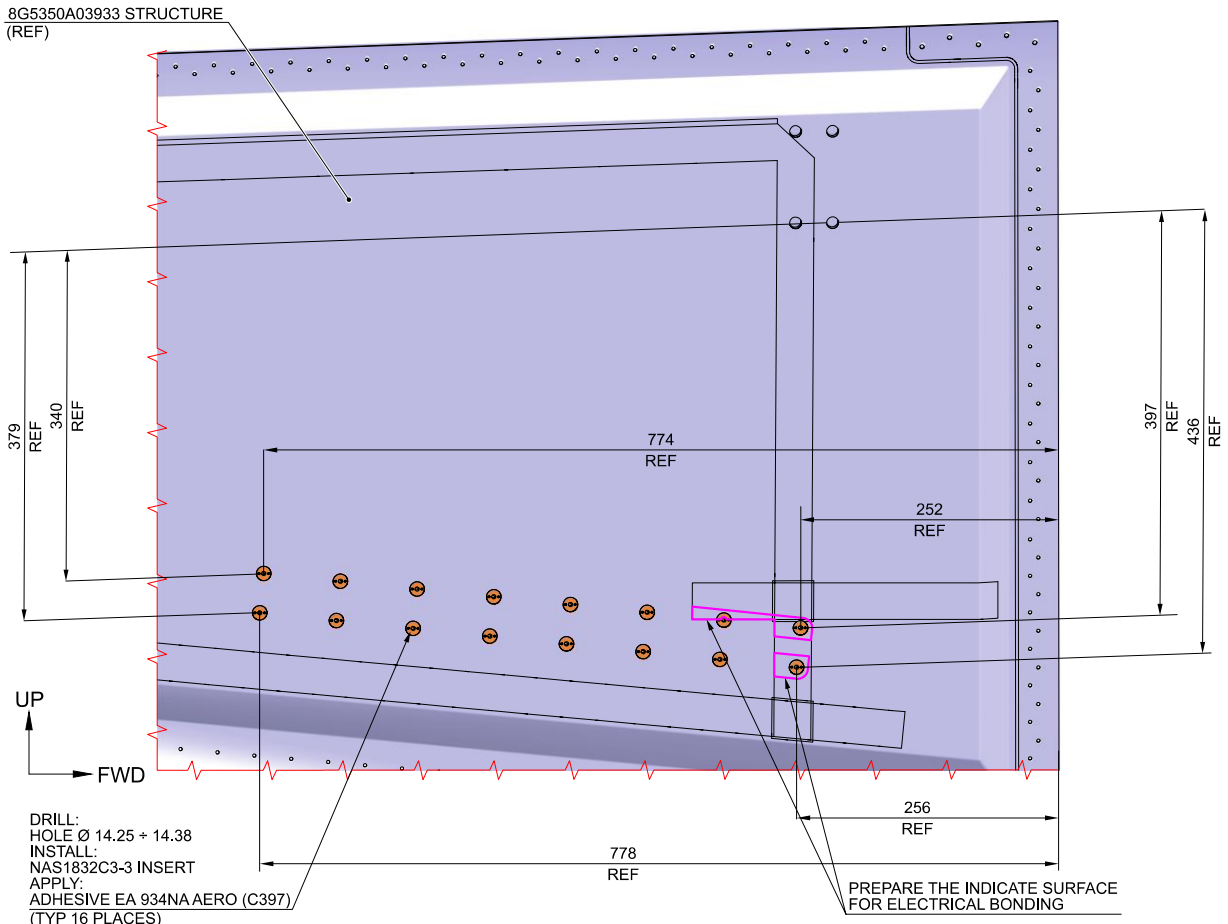 8G5350A03933 STRUCTURE
(REF)
379
REF
340
REF
774
REF
252
REF
397
REF
436
REF
UP
FWD
256
REF
778
REF
DRILL:
HOLE Ø 14.25 ÷ 14.38
INSTALL:
NAS1832C3-3 INSERT
APPLY:
ADHESIVE EA 934NA AERO (C397)
(TYP 16 PLACES)
PREPARE THE INDICATE SURFACE
FOR ELECTRICAL BONDING